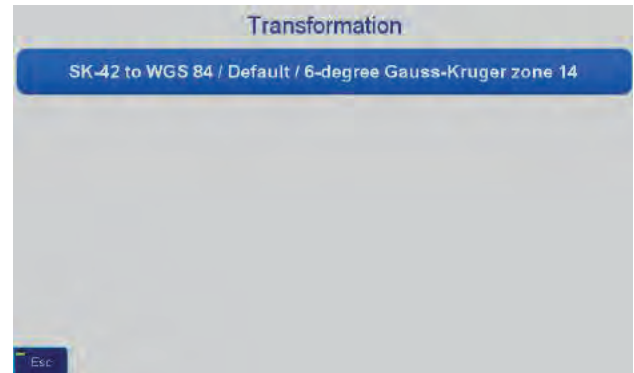 Transformation
SK-42 to WGS 84 / Default / 6-degree Gauss-Kruger zone 14
Esc